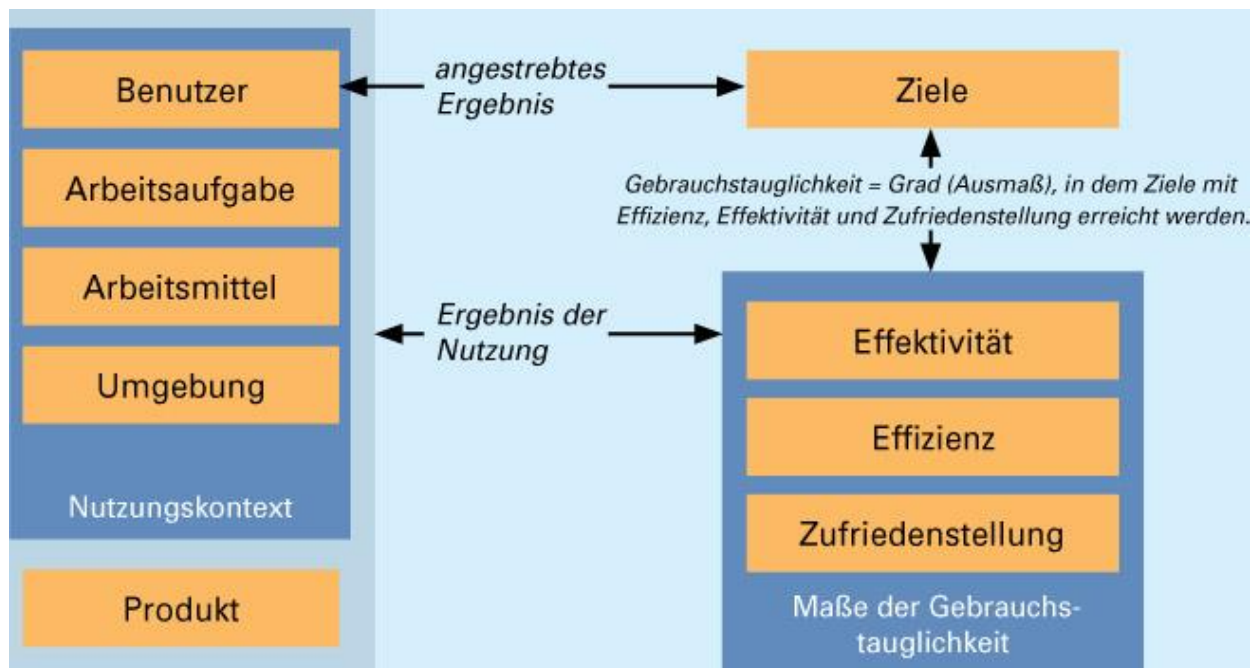 Benutzer
Arbeitsaufgabe
Arbeitsmittel
Umgebung
Nutzungskontext
Produkt
angestrebtes
Ergebnis
Ziele
Gebrauchstauglichkeit = Grad (Ausmaß), in dem Ziele mit
Effizienz, Effektivität und Zufriedenstellung erreicht werden.
Ergebnis der
Nutzung
Effektivität
Effizienz
Zufriedenstellung
Maße der Gebrauchs-
tauglichkeit